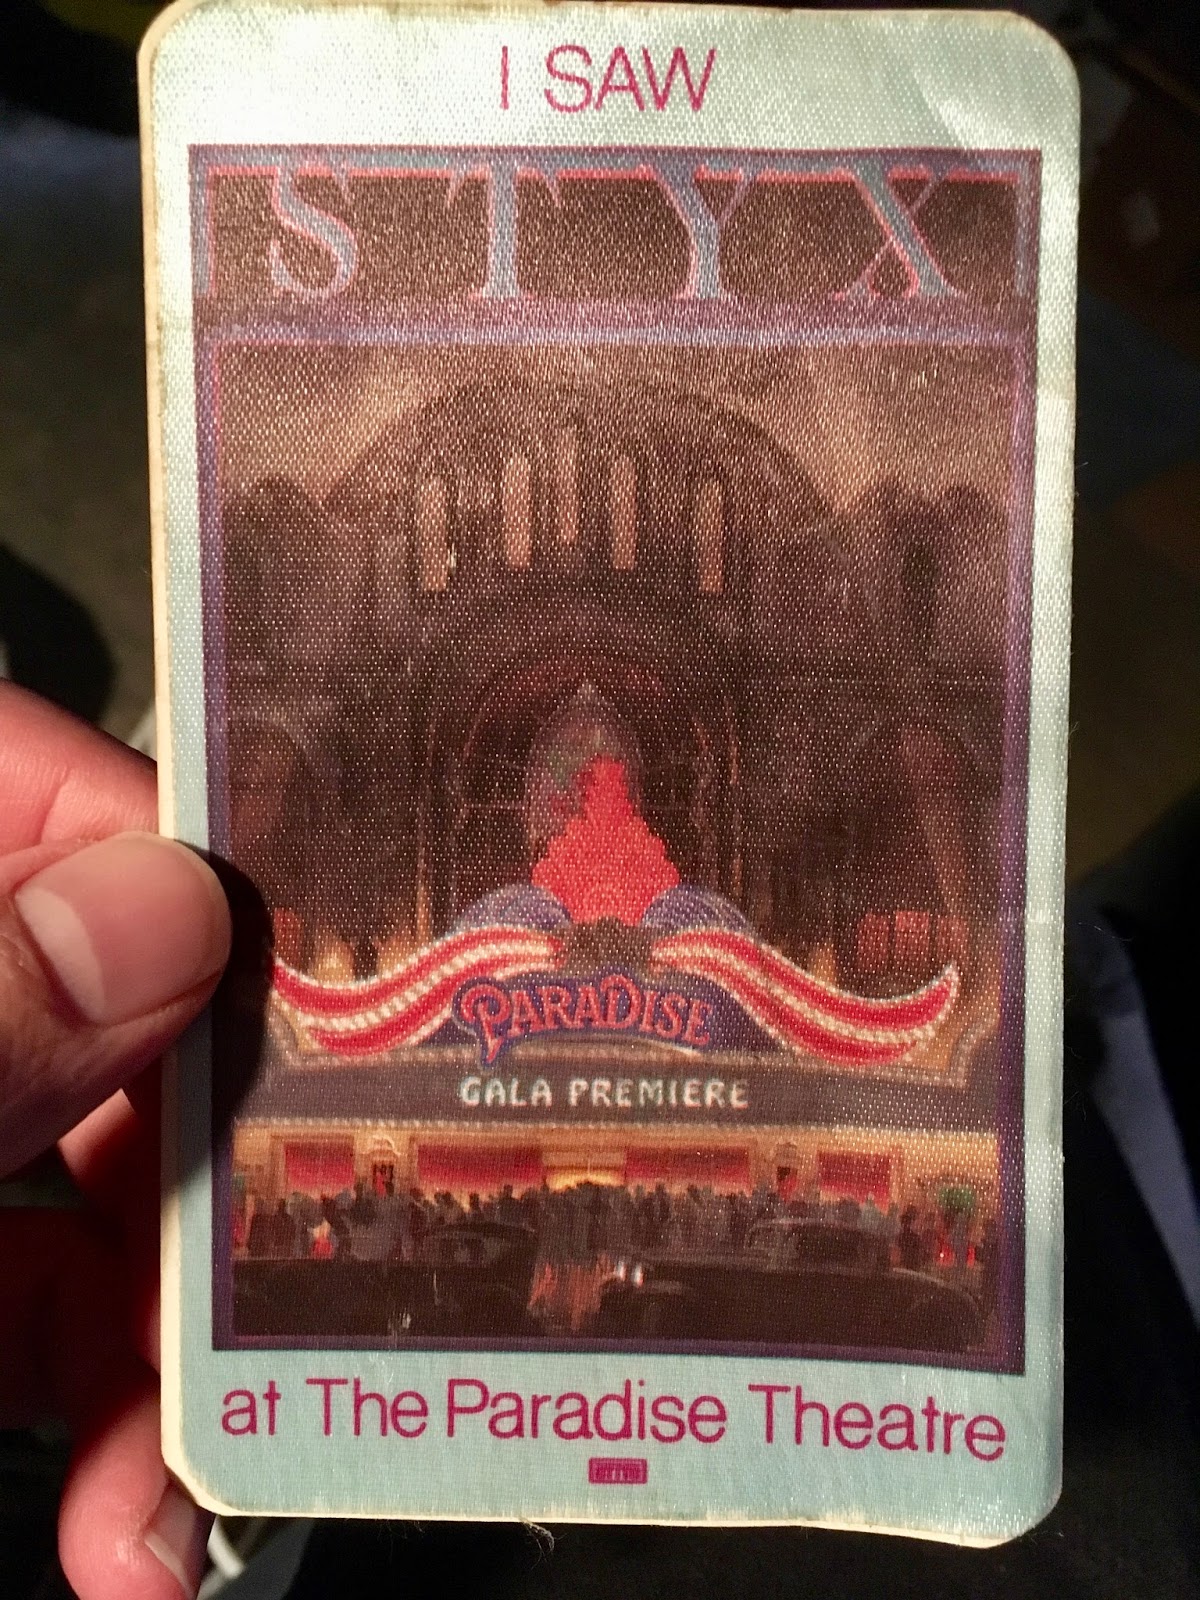 I SAW
STYX
PARADISE
GALA PREMIERE
at The Paradise Theatre